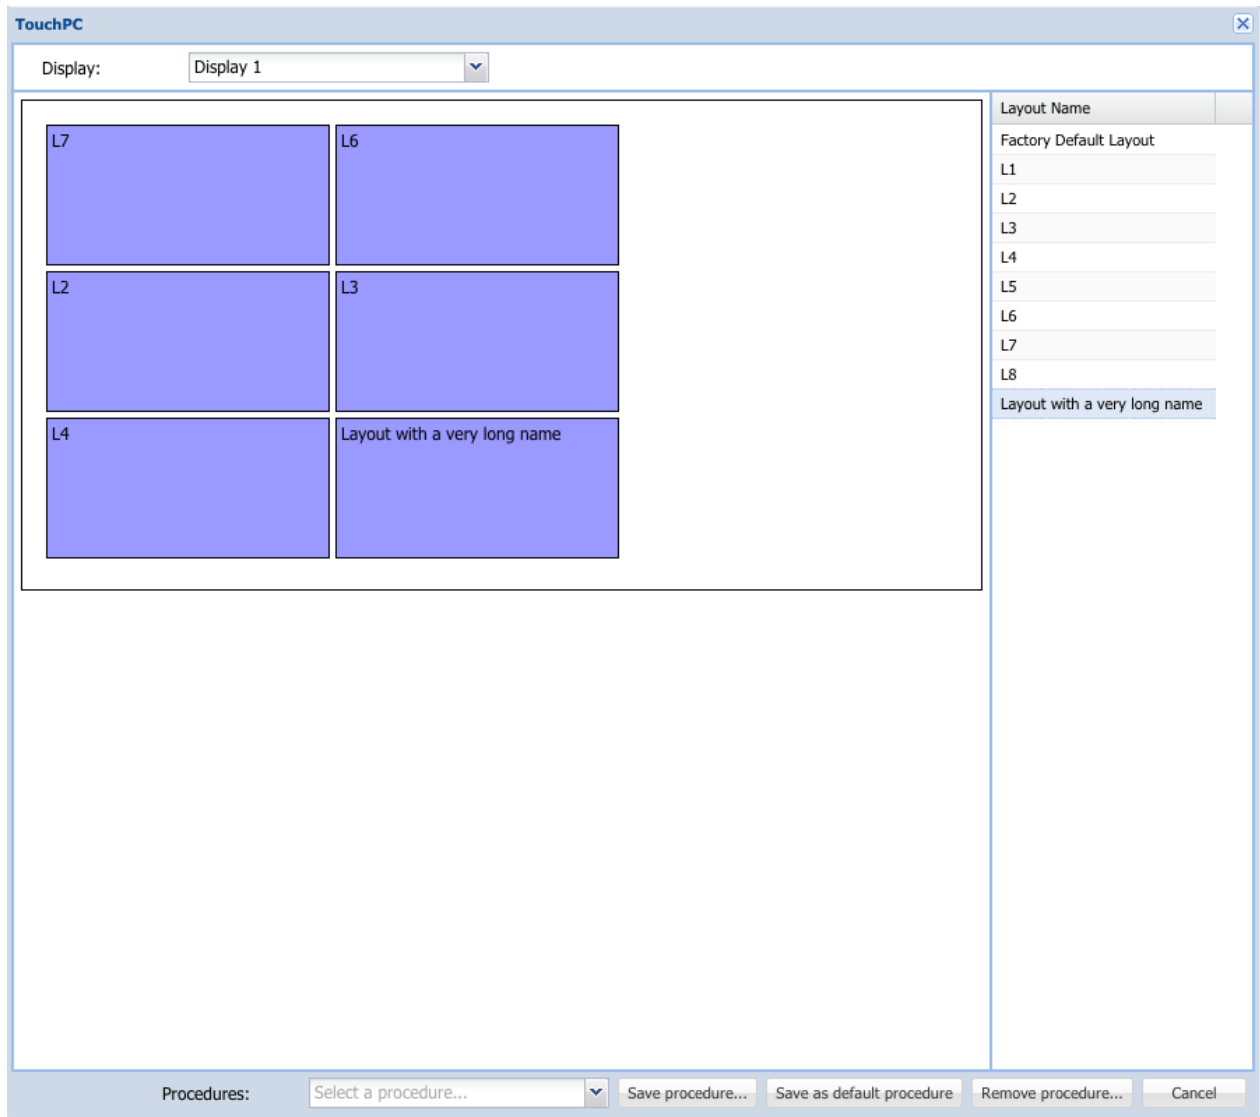 TouchPC
Display:
Display 1
L7
L6
L2
L3
L4
Layout with a very long name
Layout Name
Factory Default Layout
L1
L2
L3
L4
L5
L6
L7
L8
Layout with a very long name
Procedures:
Select a procedure...
Save procedure...
Save as default procedure
Remove procedure...
Cancel